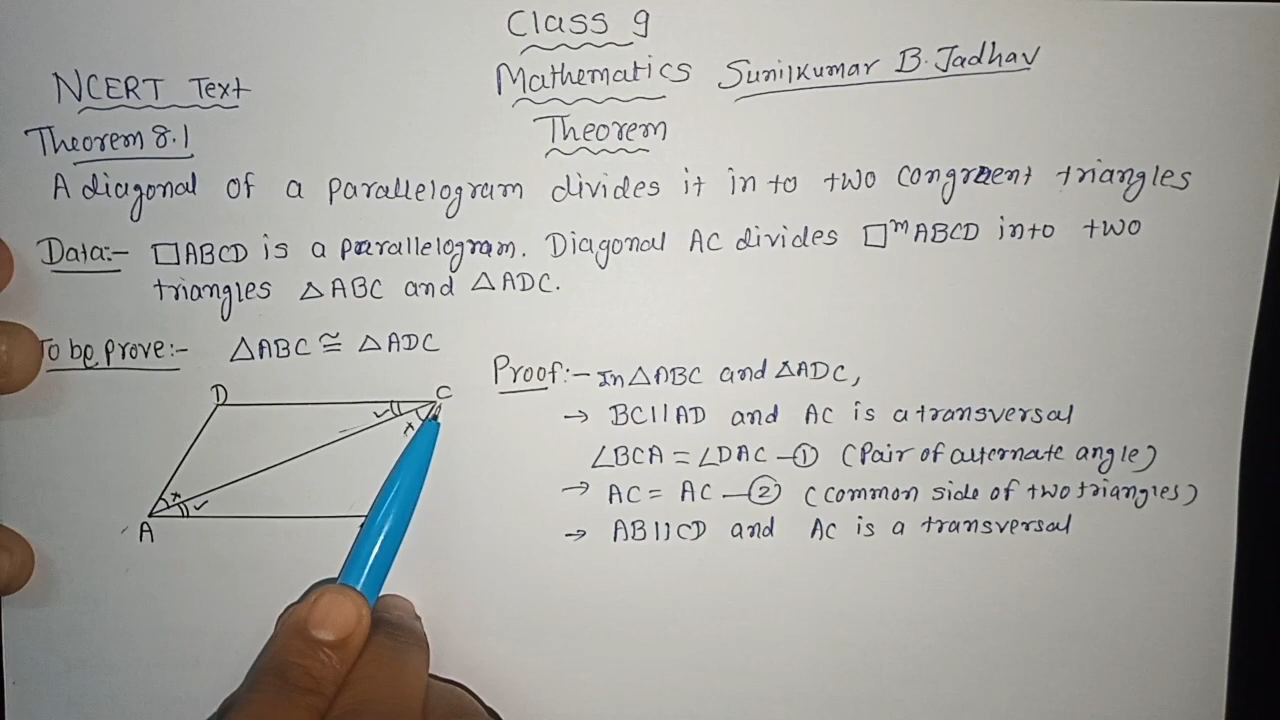 Class 9
Mathematics Sunilkumar B. Jadhav
NCERT Text
Theorem
Theorem 8.1
A diagonal of a parallelogram divides it in to two congruent triangles
Data:- □ABCD is a parallelogram. Diagonal AC divides □ᵐABCD into two
triangles △ABC and △ADC.
To be prove:- △ABC ≅ △ADC
D C
x
x
A
Proof:- In △ABC and △ADC,
→ BC || AD and AC is a transversal
∠BCA = ∠DAC —① (Pair of alternate angle)
→ AC = AC —② (common side of two triangles)
→ AB || CD and AC is a transversal